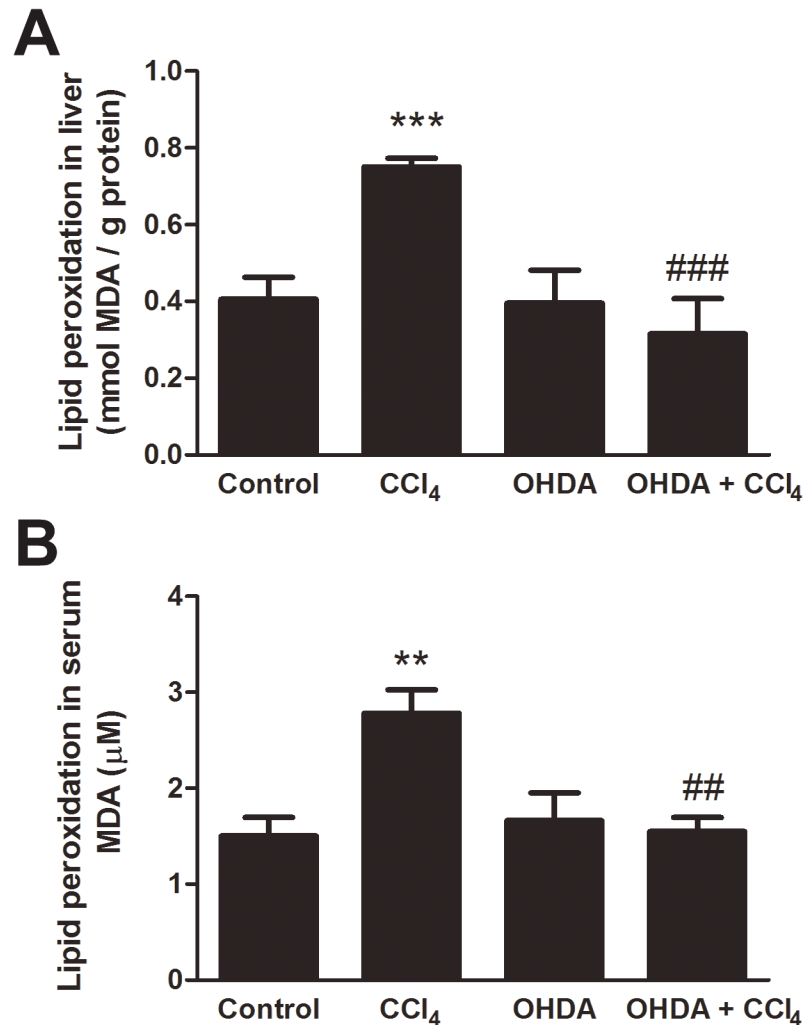 A
Lipid peroxidation in liver
(mmol MDA / g protein)
1.0
0.8
0.6
0.4
0.2
0.0
***
###
Control CCl₄ OHDA OHDA + CCl₄
B
Lipid peroxidation in serum
MDA (μM)
4
3
2
1
0
**
##
Control CCl₄ OHDA OHDA + CCl₄